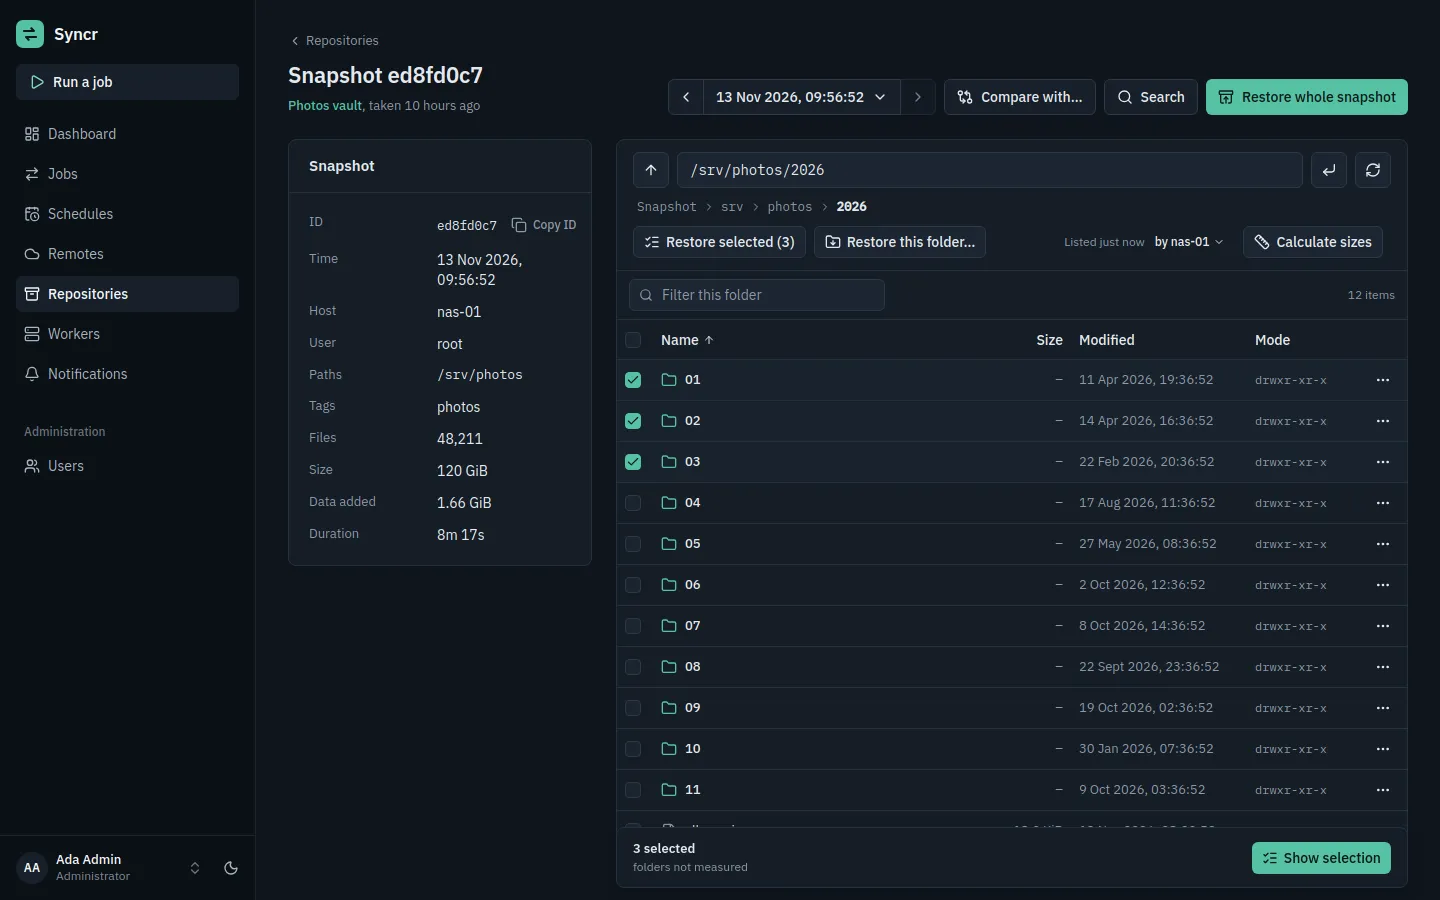 Syncr
Run a job
Dashboard
Jobs
Schedules
Remotes
Repositories
Workers
Notifications
Administration
Users
AA
Ada Admin
Administrator
Repositories
Snapshot ed8fd0c7
Photos vault, taken 10 hours ago
13 Nov 2026, 09:56:52
Compare with...
Search
Restore whole snapshot
Snapshot
ID ed8fd0c7 Copy ID
Time 13 Nov 2026,
09:56:52
Host nas-01
User root
Paths /srv/photos
Tags photos
Files 48,211
Size 120 GiB
Data added 1.66 GiB
Duration 8m 17s
/srv/photos/2026
Snapshot > srv > photos > 2026
Restore selected (3) Restore this folder... Listed just now by nas-01 Calculate sizes
Filter this folder 12 items
Name Size Modified Mode
01 – 11 Apr 2026, 19:36:52 drwxr-xr-x
02 – 14 Apr 2026, 16:36:52 drwxr-xr-x
03 – 22 Feb 2026, 20:36:52 drwxr-xr-x
04 – 17 Aug 2026, 11:36:52 drwxr-xr-x
05 – 27 May 2026, 08:36:52 drwxr-xr-x
06 – 2 Oct 2026, 12:36:52 drwxr-xr-x
07 – 8 Oct 2026, 14:36:52 drwxr-xr-x
08 – 22 Sept 2026, 23:36:52 drwxr-xr-x
09 – 19 Oct 2026, 02:36:52 drwxr-xr-x
10 – 30 Jan 2026, 07:36:52 drwxr-xr-x
11 – 9 Oct 2026, 03:36:52 drwxr-xr-x
3 selected
folders not measured
Show selection